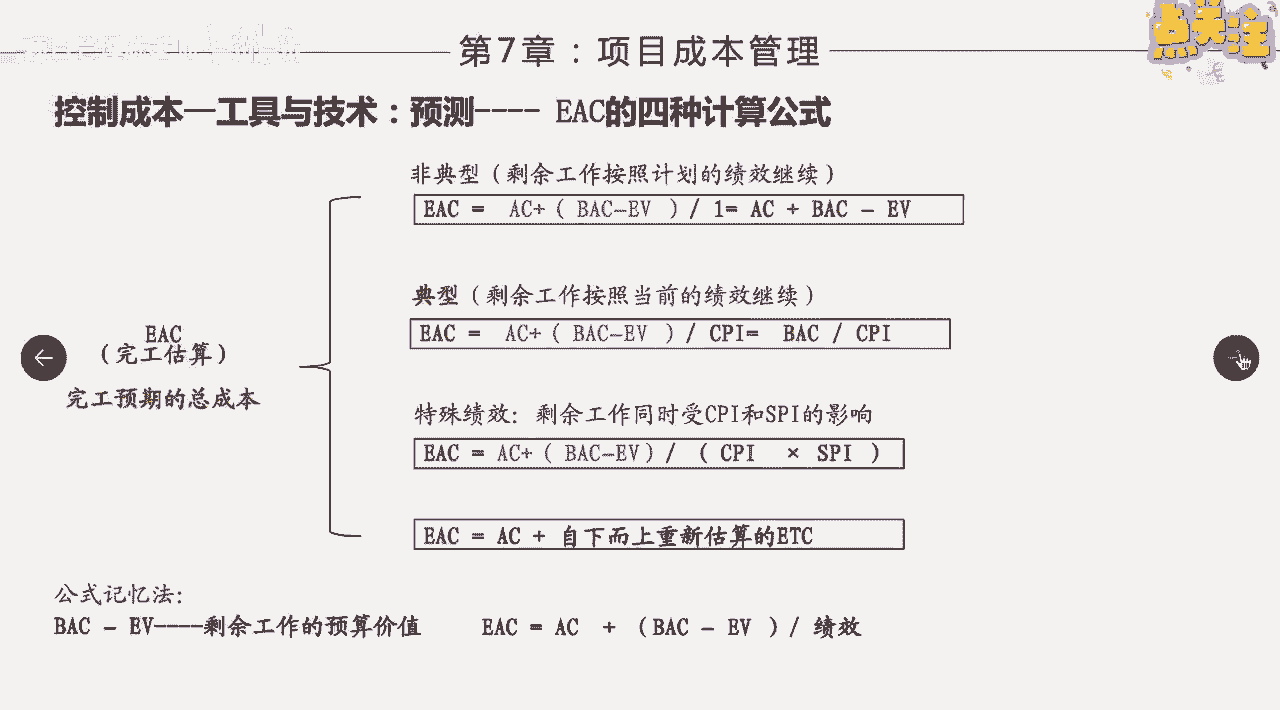 点关注
第7章：项目成本管理
控制成本—工具与技术：预测---- EAC的四种计算公式
非典型（剩余工作按照计划的绩效继续）
EAC = AC+（ BAC-EV ）/ 1= AC + BAC - EV
典型（剩余工作按照当前的绩效继续）
EAC = AC+（ BAC-EV ）/ CPI= BAC / CPI
EAC
（完工估算）
完工预期的总成本
特殊绩效：剩余工作同时受CPI和SPI的影响
EAC = AC+（ BAC-EV）/ （ CPI × SPI ）
EAC = AC + 自下而上重新估算的ETC
公式记忆法：
BAC - EV----剩余工作的预算价值 EAC = AC + （BAC - EV ）/ 绩效